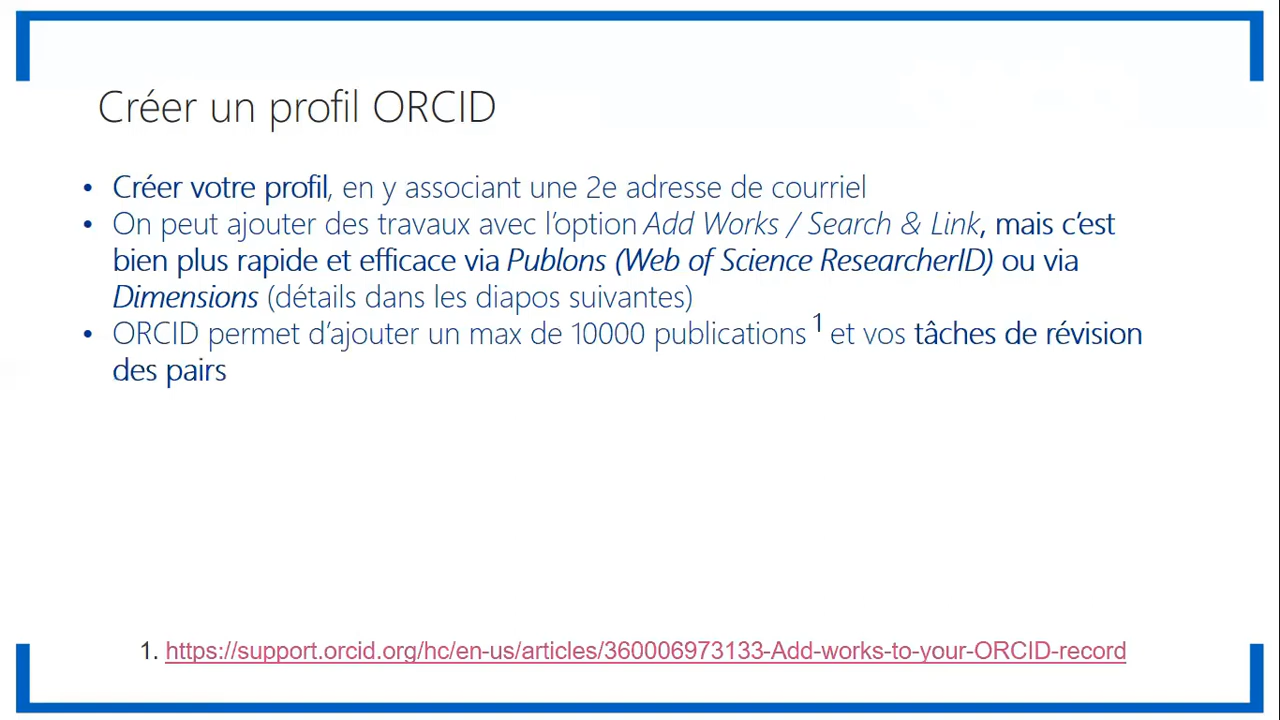 Créer un profil ORCID
• Créer votre profil, en y associant une 2e adresse de courriel
• On peut ajouter des travaux avec l’option Add Works / Search & Link, mais c’est
bien plus rapide et efficace via Publons (Web of Science ResearcherID) ou via
Dimensions (détails dans les diapos suivantes)
• ORCID permet d’ajouter un max de 10000 publications 1 et vos tâches de révision
des pairs
1. https://support.orcid.org/hc/en-us/articles/360006973133-Add-works-to-your-ORCID-record